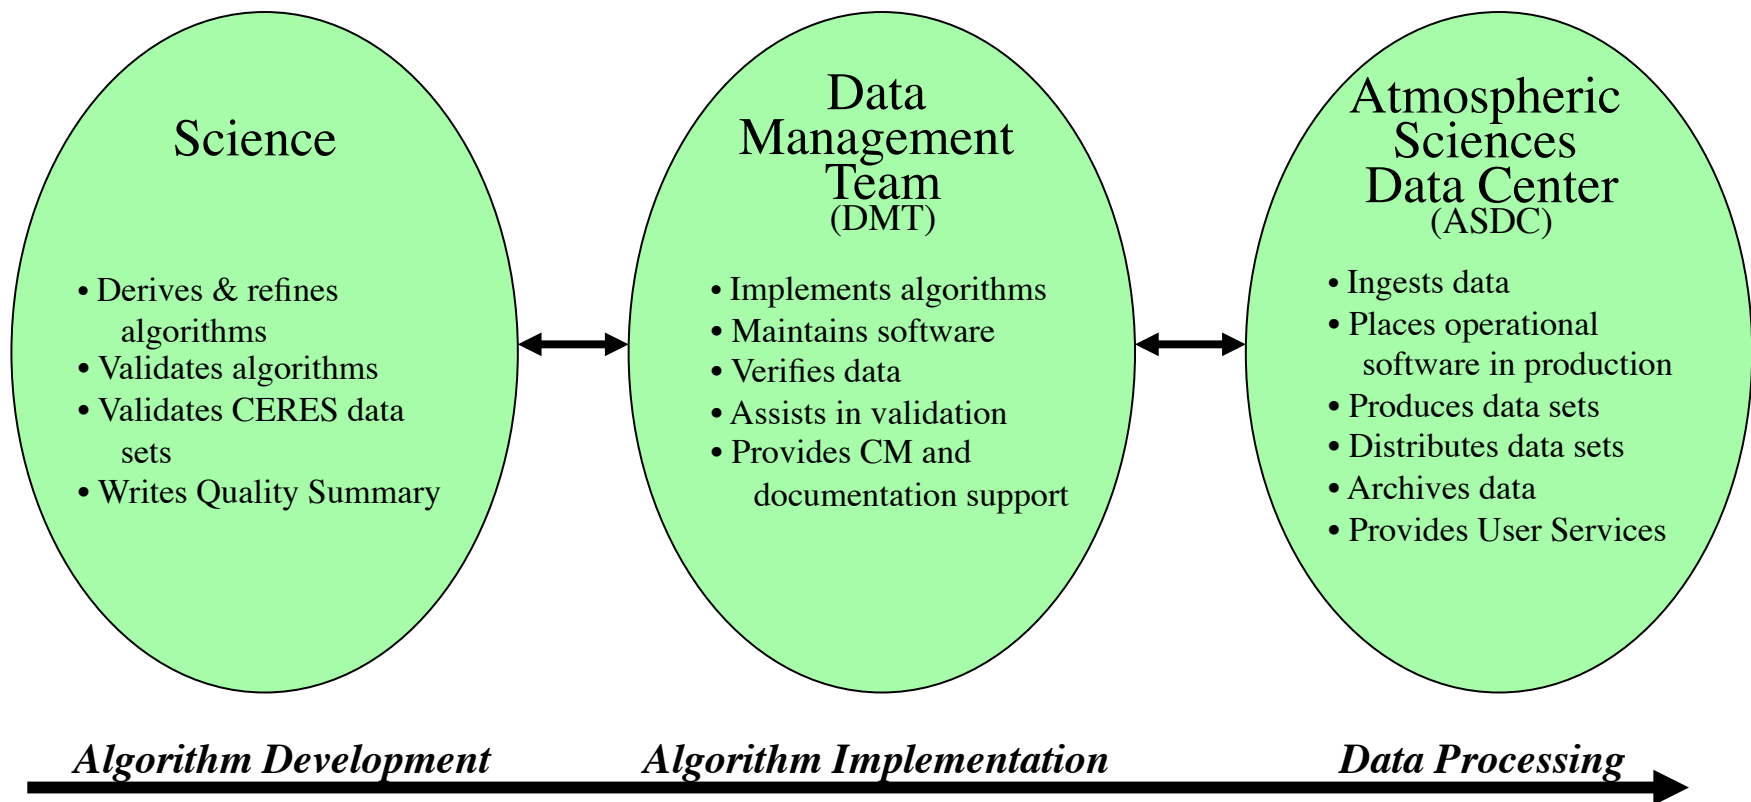 Science
• Derives & refines
algorithms
• Validates algorithms
• Validates CERES data
sets
• Writes Quality Summary
Data
Management
Team
(DMT)
• Implements algorithms
• Maintains software
• Verifies data
• Assists in validation
• Provides CM and
documentation support
Atmospheric
Sciences
Data Center
(ASDC)
• Ingests data
• Places operational
software in production
• Produces data sets
• Distributes data sets
• Archives data
• Provides User Services
Algorithm Development
Algorithm Implementation
Data Processing